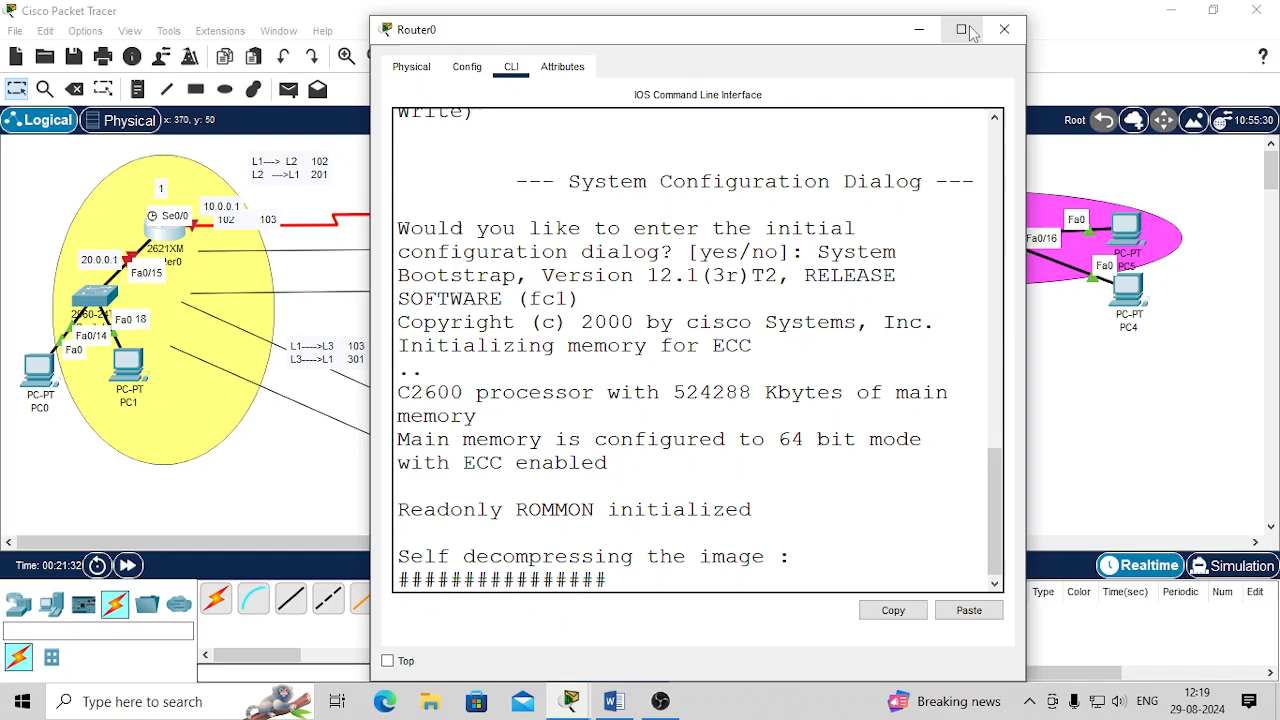 Cisco Packet Tracer
File Edit Options View Tools Extensions Window Help
Logical Physical x: 370, y: 50
Root 10:55:30
Router0
Physical Config CLI Attributes
IOS Command Line Interface
Write)
--- System Configuration Dialog ---
Would you like to enter the initial
configuration dialog? [yes/no]: System
Bootstrap, Version 12.1(3r)T2, RELEASE
SOFTWARE (fc1)
Copyright (c) 2000 by cisco Systems, Inc.
Initializing memory for ECC
..
C2600 processor with 524288 Kbytes of main
memory
Main memory is configured to 64 bit mode
with ECC enabled
Readonly ROMMON initialized
Self decompressing the image :
################
Copy Paste
Top
L1---> L2 102
L2 --->L1 201
1
Se0/0
10.0.0.1
102 103
2621XM
20.0.0.1
Fa0/15
Fa0 18
Fa0/14
Fa0
PC-PT
PC0
PC-PT
PC1
L1--->L3 103
L3---->L1 301
Fa0
Fa0/16
PC-PT
PC5
Fa0
PC-PT
PC4
Time: 00:21:32
Realtime Simulation
Type Color Time(sec) Periodic Num Edit
Type here to search
Breaking news
ENG
12:19
29-08-2024